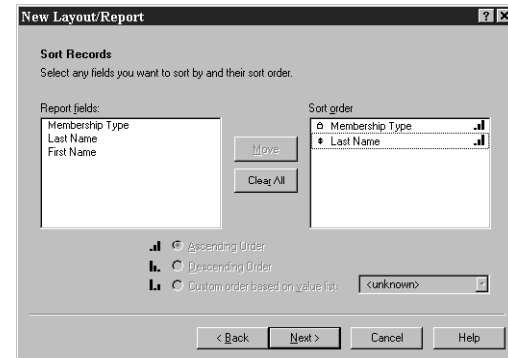 New Layout/Report
Sort Records
Select any fields you want to sort by and their sort order.
Report fields:
Membership Type
Last Name
First Name
Move
Clear All
Sort order
Membership Type
Last Name
Ascending Order
Descending Order
Custom order based on value list:
<unknown>
< Back
Next >
Cancel
Help